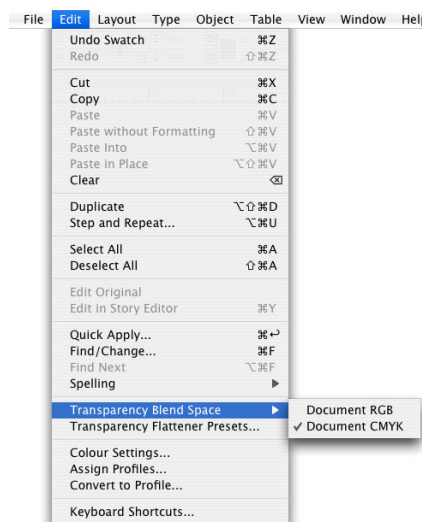 File Edit Layout Type Object Table View Window Help
Undo Swatch ⌘Z
Redo ⇧⌘Z
Cut ⌘X
Copy ⌘C
Paste ⌘V
Paste without Formatting ⇧⌘V
Paste Into ⌥⌘V
Paste in Place ⌥⇧⌘V
Clear ⌫
Duplicate ⌥⇧⌘D
Step and Repeat... ⌥⌘U
Select All ⌘A
Deselect All ⇧⌘A
Edit Original
Edit in Story Editor ⌘Y
Quick Apply... ⌘↩
Find/Change... ⌘F
Find Next ⌥⌘F
Spelling ▶
Transparency Blend Space ▶ Document RGB
Transparency Flattener Presets... ✓ Document CMYK
Colour Settings...
Assign Profiles...
Convert to Profile...
Keyboard Shortcuts...